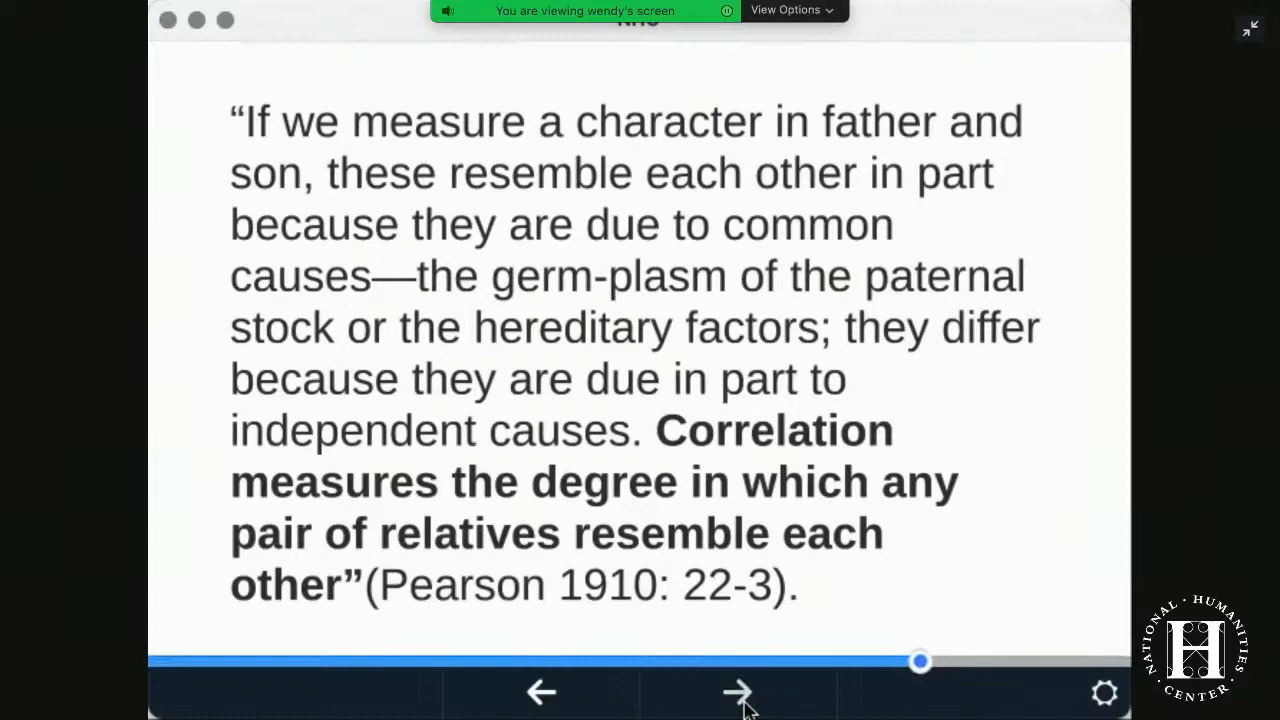 You are viewing wendy's screen
View Options
“If we measure a character in father and
son, these resemble each other in part
because they are due to common
causes—the germ-plasm of the paternal
stock or the hereditary factors; they differ
because they are due in part to
independent causes. Correlation
measures the degree in which any
pair of relatives resemble each
other”(Pearson 1910: 22-3).
NATIONAL · HUMANITIES · CENTER ·
H